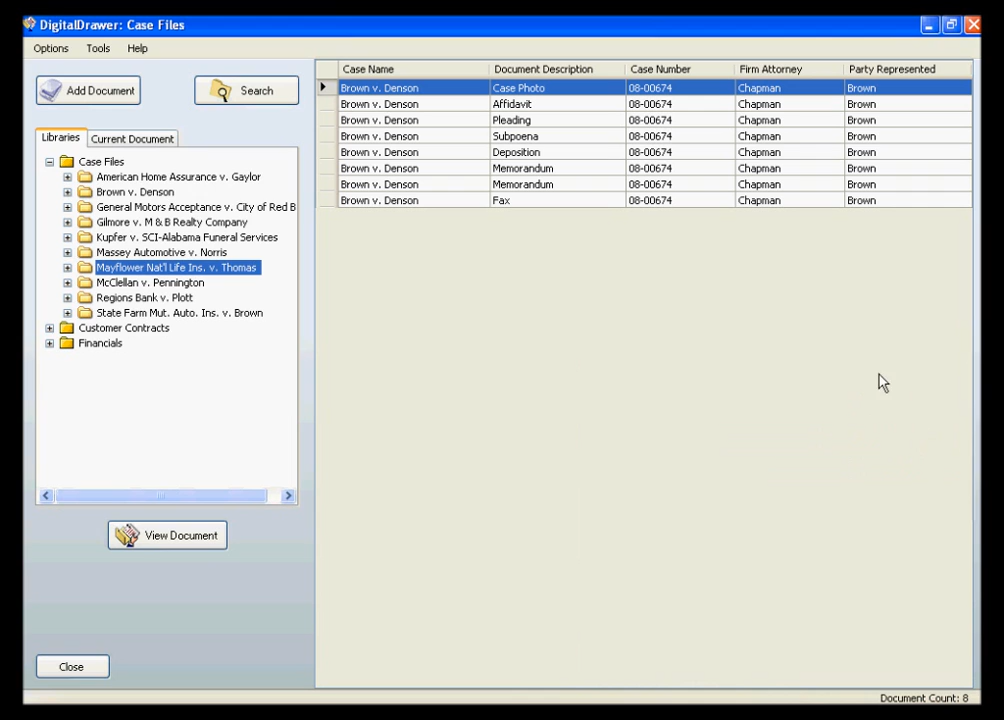 DigitalDrawer: Case Files
Options Tools Help
Add Document Search
Libraries Current Document
Case Files
American Home Assurance v. Gaylor
Brown v. Denson
General Motors Acceptance v. City of Red B
Gilmore v. M & B Realty Company
Kupfer v. SCI-Alabama Funeral Services
Massey Automotive v. Norris
Mayflower Nat'l Life Ins. v. Thomas
McClellan v. Pennington
Regions Bank v. Plott
State Farm Mut. Auto. Ins. v. Brown
Customer Contracts
Financials
View Document
Close
Case Name Document Description Case Number Firm Attorney Party Represented
Brown v. Denson Case Photo 08-00674 Chapman Brown
Brown v. Denson Affidavit 08-00674 Chapman Brown
Brown v. Denson Pleading 08-00674 Chapman Brown
Brown v. Denson Subpoena 08-00674 Chapman Brown
Brown v. Denson Deposition 08-00674 Chapman Brown
Brown v. Denson Memorandum 08-00674 Chapman Brown
Brown v. Denson Memorandum 08-00674 Chapman Brown
Brown v. Denson Fax 08-00674 Chapman Brown
Document Count: 8